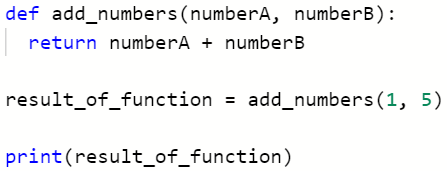 def add_numbers(numberA, numberB):
  return numberA + numberB
result_of_function = add_numbers(1, 5)
print(result_of_function)